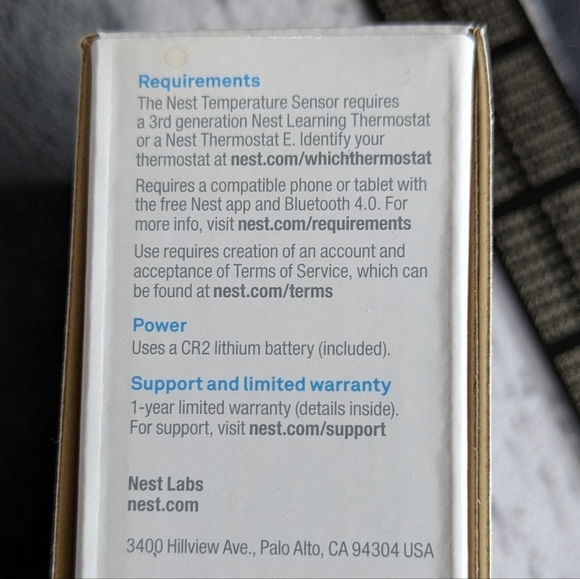 Requirements
The Nest Temperature Sensor requires
a 3rd generation Nest Learning Thermostat
or a Nest Thermostat E. Identify your
thermostat at nest.com/whichthermostat
Requires a compatible phone or tablet with
the free Nest app and Bluetooth 4.0. For
more info, visit nest.com/requirements
Use requires creation of an account and
acceptance of Terms of Service, which can
be found at nest.com/terms
Power
Uses a CR2 lithium battery (included).
Support and limited warranty
1-year limited warranty (details inside).
For support, visit nest.com/support
Nest Labs
nest.com
3400 Hillview Ave., Palo Alto, CA 94304 USA